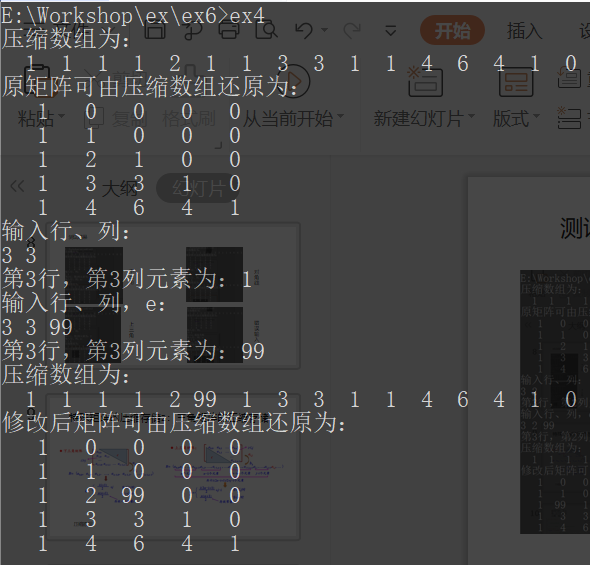 E:\Workshop\ex\ex6>ex4
压缩数组为:
1 1 1 1 2 1 1 3 3 1 1 4 6 4 1 0
原矩阵可由压缩数组还原为:
1 0 0 0 0
1 1 0 0 0
1 2 1 0 0
1 3 3 1 0
1 4 6 4 1
输入行、列:
3 3
第3行, 第3列元素为: 1
输入行、列, e:
3 3 99
第3行, 第3列元素为: 99
压缩数组为:
1 1 1 1 2 99 1 3 3 1 1 4 6 4 1 0
修改后矩阵可由压缩数组还原为:
1 0 0 0 0
1 1 0 0 0
1 2 99 0 0
1 3 3 1 0
1 4 6 4 1
开始
插入
粘贴
复制
格式刷
从当前开始
新建幻灯片
版式
大纲
幻灯片